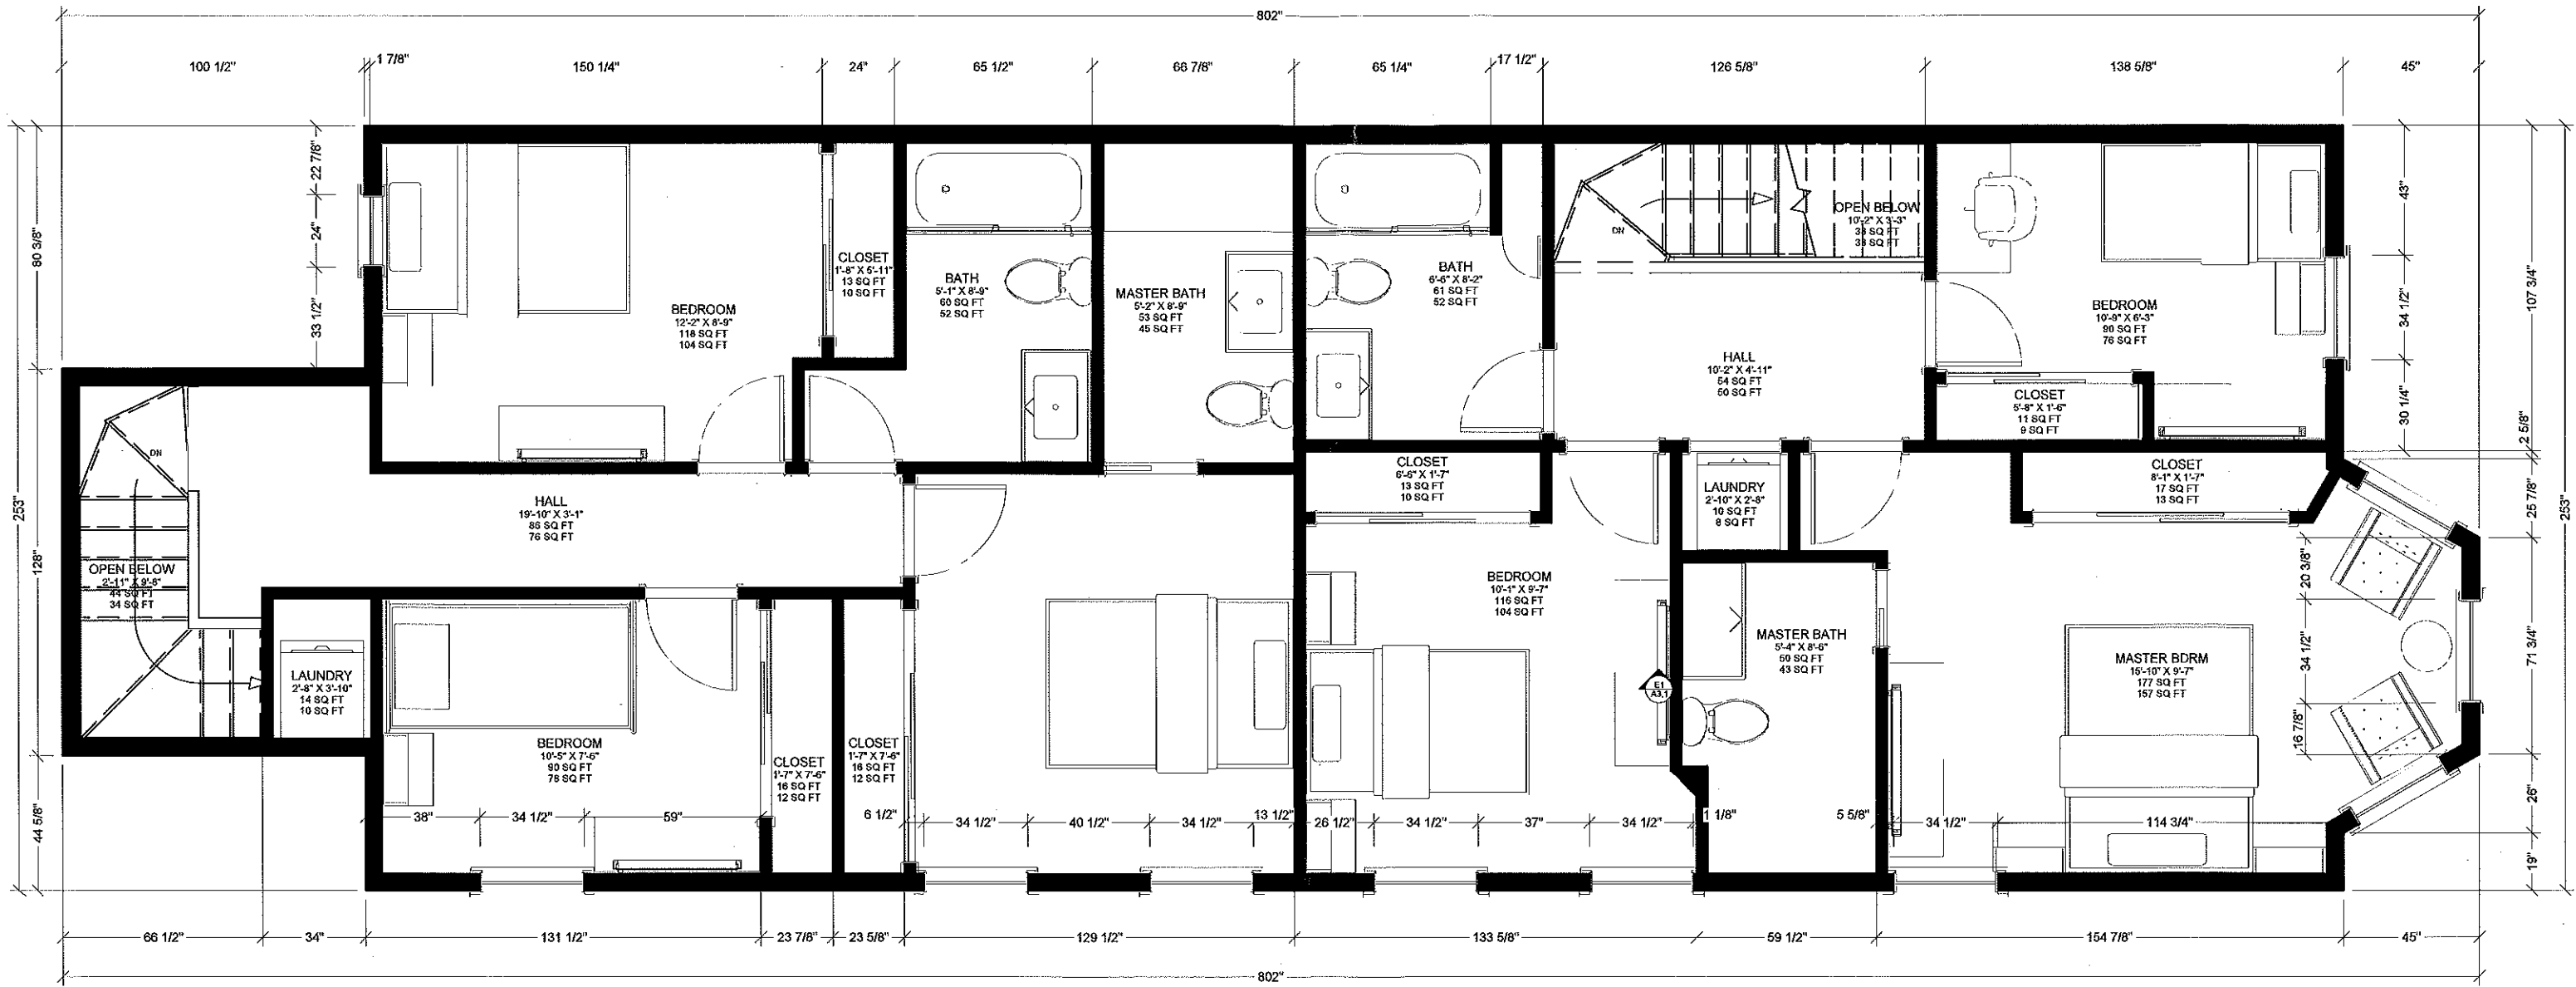 802"
100 1/2"
1 7/8"
150 1/4"
24"
65 1/2"
66 7/8"
65 1/4"
17 1/2"
126 5/8"
138 5/8"
45"
253"
80 3/8"
128"
44 5/8"
22 7/8"
24"
33 1/2"
BEDROOM
12'-2" X 8'-9"
118 SQ FT
104 SQ FT
CLOSET
1'-8" X 5'-11"
13 SQ FT
10 SQ FT
BATH
5'-1" X 8'-9"
60 SQ FT
52 SQ FT
MASTER BATH
5'-2" X 8'-9"
53 SQ FT
45 SQ FT
BATH
6'-6" X 8'-2"
61 SQ FT
52 SQ FT
DN
OPEN BELOW
10'-2" X 3'-3"
38 SQ FT
38 SQ FT
HALL
10'-2" X 4'-11"
54 SQ FT
50 SQ FT
BEDROOM
10'-9" X 6'-3"
90 SQ FT
76 SQ FT
CLOSET
5'-8" X 1'-6"
11 SQ FT
9 SQ FT
43"
34 1/2"
30 1/4"
107 3/4"
2 5/8"
25 7/8"
71 3/4"
26"
19"
253"
DN
OPEN BELOW
2'-11" X 9'-8"
44 SQ FT
34 SQ FT
HALL
19'-10" X 3'-1"
86 SQ FT
76 SQ FT
LAUNDRY
2'-8" X 3'-10"
14 SQ FT
10 SQ FT
BEDROOM
10'-5" X 7'-6"
90 SQ FT
78 SQ FT
CLOSET
1'-7" X 7'-6"
16 SQ FT
12 SQ FT
CLOSET
1'-7" X 7'-6"
16 SQ FT
12 SQ FT
CLOSET
6'-6" X 1'-7"
13 SQ FT
10 SQ FT
BEDROOM
10'-1" X 9'-7"
116 SQ FT
104 SQ FT
LAUNDRY
2'-10" X 2'-8"
10 SQ FT
8 SQ FT
E1
A3.1
MASTER BATH
5'-4" X 8'-6"
50 SQ FT
43 SQ FT
CLOSET
8'-1" X 1'-7"
17 SQ FT
13 SQ FT
MASTER BDRM
15'-10" X 9'-7"
177 SQ FT
157 SQ FT
20 3/8"
34 1/2"
16 7/8"
38"
34 1/2"
59"
6 1/2"
34 1/2"
40 1/2"
34 1/2"
13 1/2"
26 1/2"
34 1/2"
37"
34 1/2"
1 1/8"
5 5/8"
34 1/2"
114 3/4"
66 1/2"
34"
131 1/2"
23 7/8"
23 5/8"
129 1/2"
133 5/8"
59 1/2"
154 7/8"
45"
802"